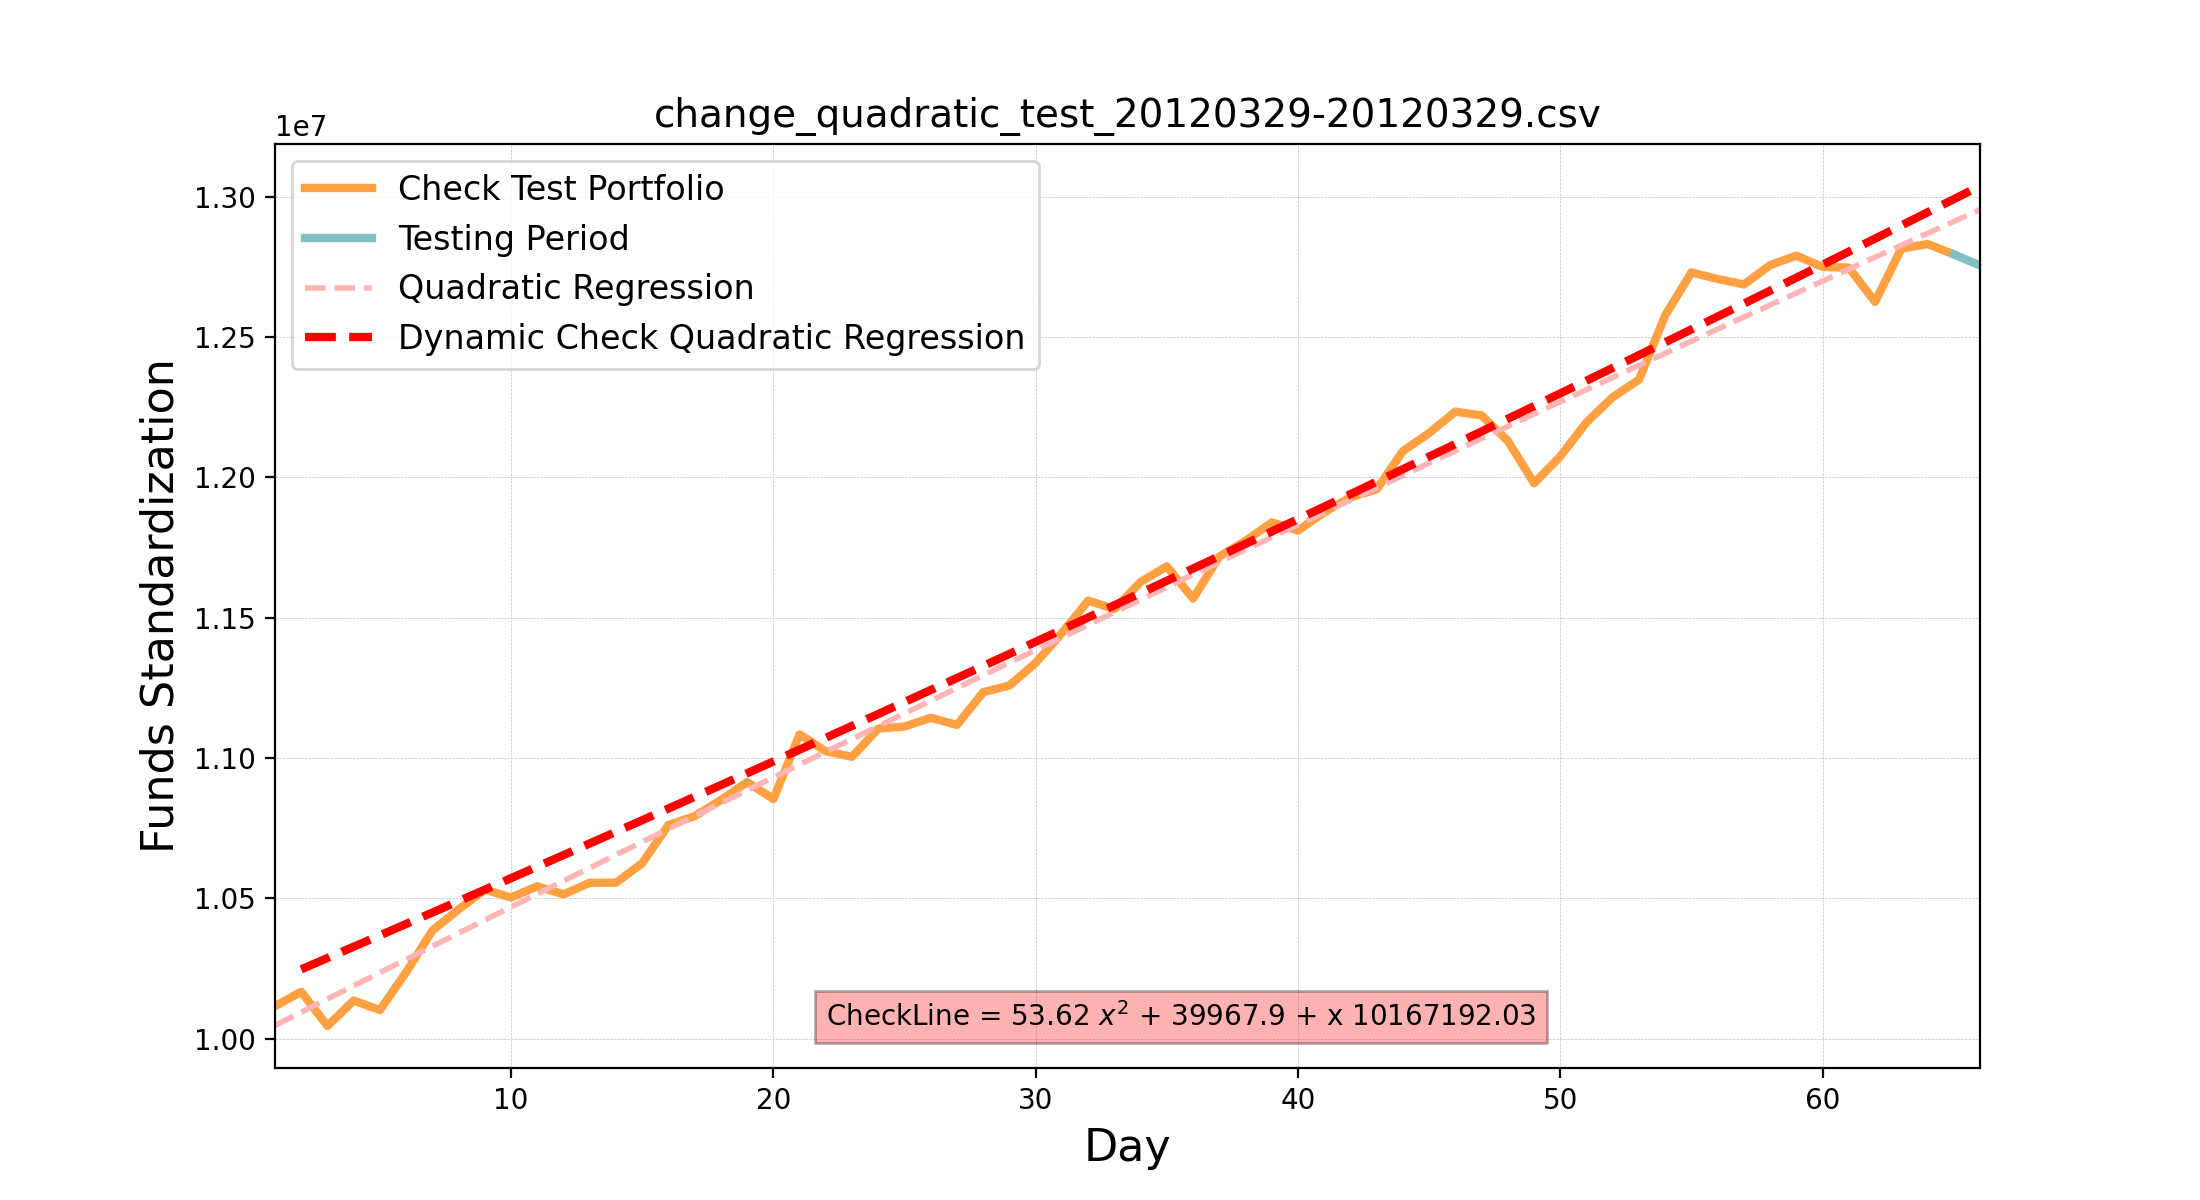 change_quadratic_test_20120329-20120329.csv
1e7
Check Test Portfolio
Testing Period
Quadratic Regression
Dynamic Check Quadratic Regression
1.30
1.25
1.20
1.15
1.10
1.05
1.00
Funds Standardization
CheckLine = 53.62 x² + 39967.9 + x 10167192.03
10 20 30 40 50 60
Day